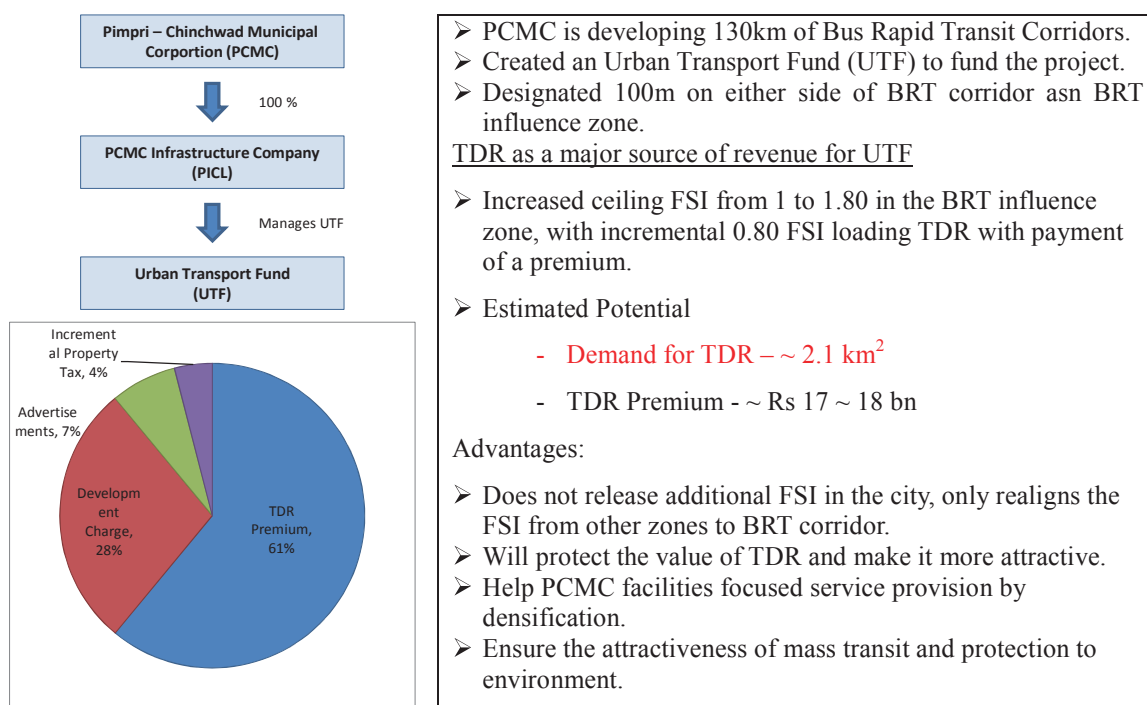 Pimpri – Chinchwad Municipal
Corportion (PCMC)
100 %
PCMC Infrastructure Company
(PICL)
Manages UTF
Urban Transport Fund
(UTF)
Increment
al Property
Tax, 4%
Advertise
ments, 7%
Developm
ent
Charge,
28%
TDR
Premium,
61%
➢ PCMC is developing 130km of Bus Rapid Transit Corridors.
➢ Created an Urban Transport Fund (UTF) to fund the project.
➢ Designated 100m on either side of BRT corridor asn BRT
influence zone.
TDR as a major source of revenue for UTF
➢ Increased ceiling FSI from 1 to 1.80 in the BRT influence
zone, with incremental 0.80 FSI loading TDR with payment
of a premium.
➢ Estimated Potential
- Demand for TDR – ~ 2.1 km²
- TDR Premium - ~ Rs 17 ~ 18 bn
Advantages:
➢ Does not release additional FSI in the city, only realigns the
FSI from other zones to BRT corridor.
➢ Will protect the value of TDR and make it more attractive.
➢ Help PCMC facilities focused service provision by
densification.
➢ Ensure the attractiveness of mass transit and protection to
environment.